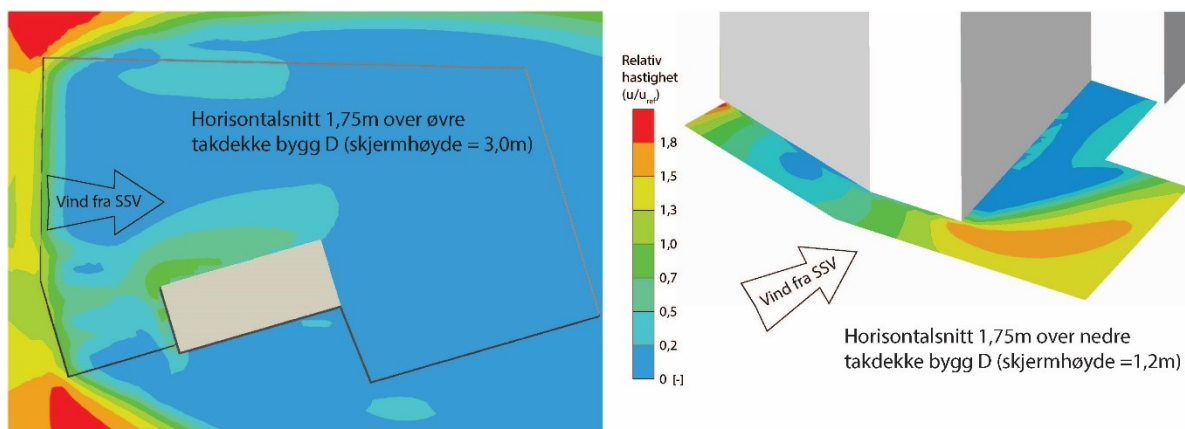 Horisontalsnitt 1,75m over øvre
takdekke bygg D (skjermhøyde = 3,0m)
Vind fra SSV
Relativ
hastighet
(u/uref)
1,8
1,5
1,3
1,0
0,7
0,5
0,2
0 [-]
Vind fra SSV
Horisontalsnitt 1,75m over nedre
takdekke bygg D (skjermhøyde =1,2m)